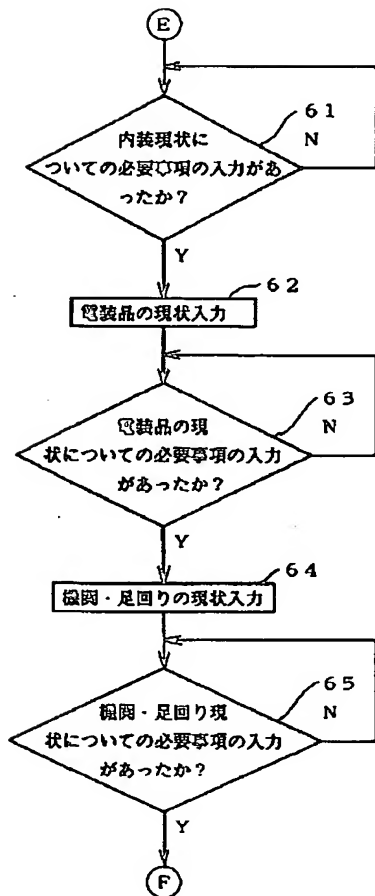 E
61
N
内装現状に
ついての必要事項の入力があ
ったか?
Y
62
電装品の現状入力
63
N
電装品の現
状についての必要事項の入力
があったか?
Y
64
機関・足回りの現状入力
65
N
機関・足回り現
状についての必要事項の入力
があったか?
Y
F